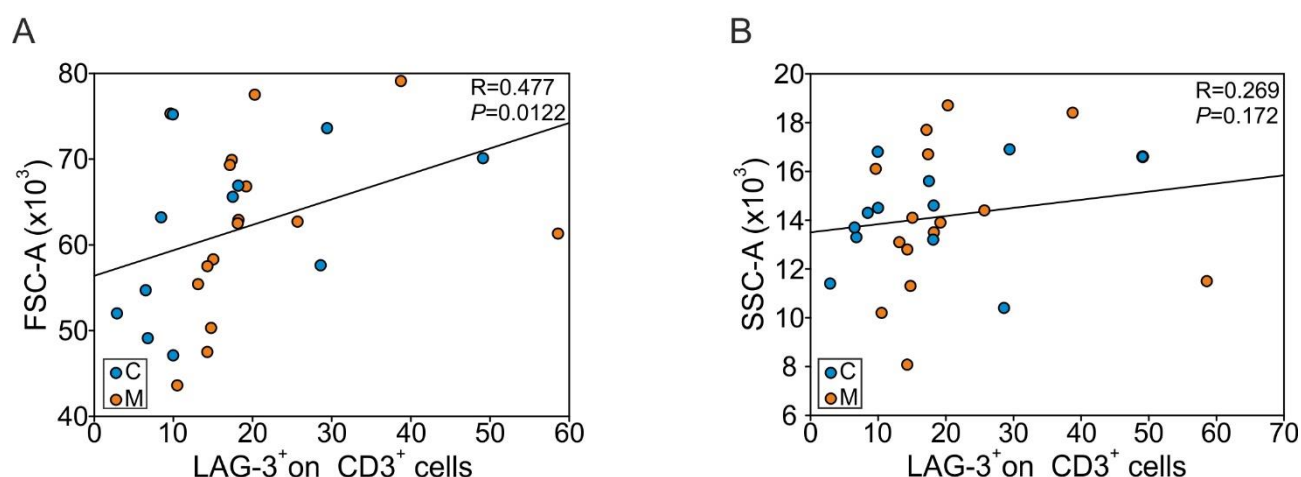 A
FSC-A (x10³)
80
70
60
50
40
R=0.477
P=0.0122
C
M
0 10 20 30 40 50 60
LAG-3⁺on CD3⁺ cells
B
SSC-A (x10³)
20
18
16
14
12
10
8
6
R=0.269
P=0.172
C
M
0 10 20 30 40 50 60 70
LAG-3⁺on CD3⁺ cells